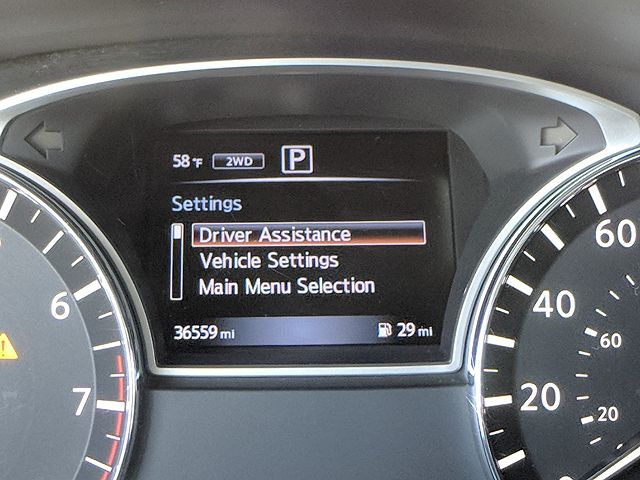 58°F 2WD P
Settings
Driver Assistance
Vehicle Settings
Main Menu Selection
36559 mi 29 mi
6
7
60
40
20
60
20